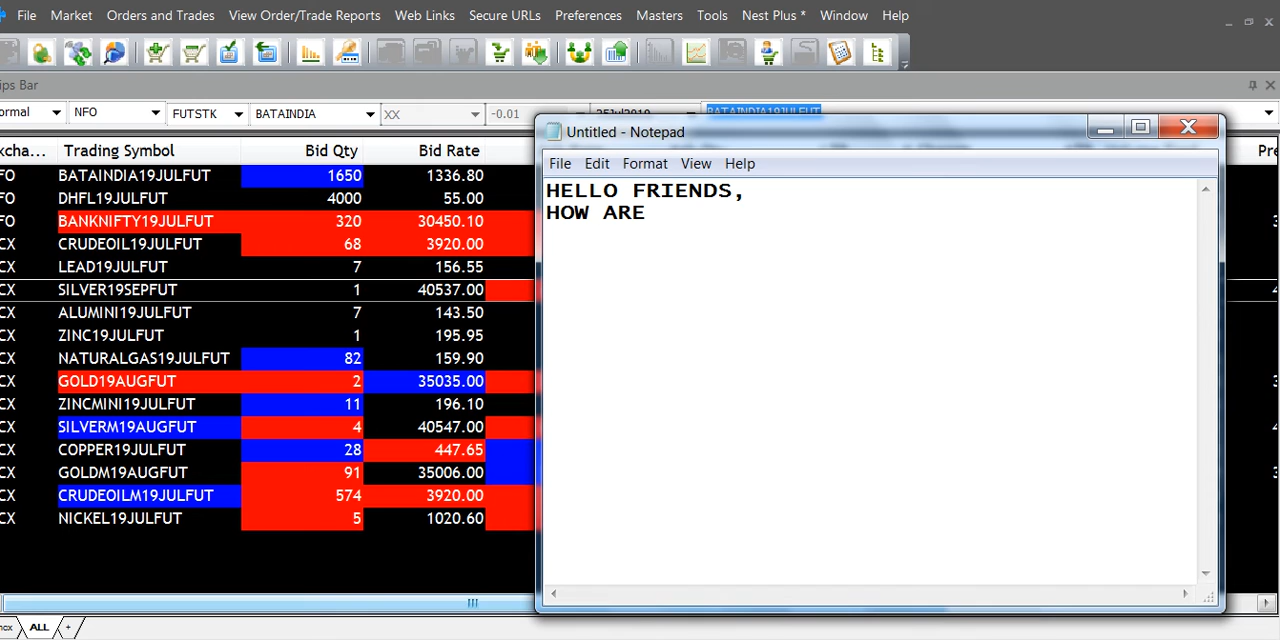 File Market Orders and Trades View Order/Trade Reports Web Links Secure URLs Preferences Masters Tools Nest Plus * Window Help
ps Bar
ormal NFO FUTSTK BATAINDIA XX -0.01 BATAINDIA19JULFUT
Untitled - Notepad
File Edit Format View Help
HELLO FRIENDS,
HOW ARE
xcha... Trading Symbol Bid Qty Bid Rate Pre
FO BATAINDIA19JULFUT 1650 1336.80
DHFL19JULFUT 4000 55.00
FO BANKNIFTY19JULFUT 320 30450.10
CX CRUDEOIL19JULFUT 68 3920.00
CX LEAD19JULFUT 7 156.55
CX SILVER19SEPFUT 1 40537.00
CX ALUMINI19JULFUT 7 143.50
CX ZINC19JULFUT 1 195.95
CX NATURALGAS19JULFUT 82 159.90
CX GOLD19AUGFUT 2 35035.00
CX ZINCMINI19JULFUT 11 196.10
CX SILVERM19AUGFUT 4 40547.00
CX COPPER19JULFUT 28 447.65
CX GOLDM19AUGFUT 91 35006.00
CX CRUDEOILM19JULFUT 574 3920.00
CX NICKEL19JULFUT 5 1020.60
mcx ALL +